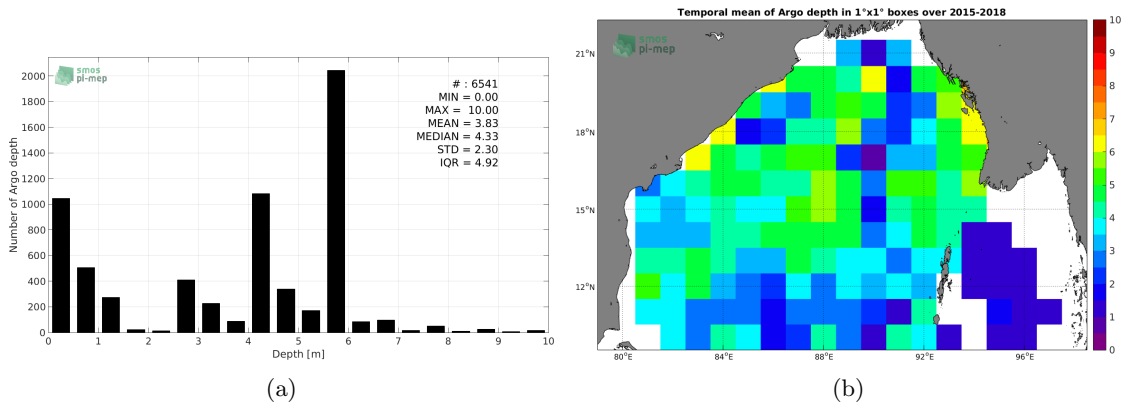 smos
pi-mep
# : 6541
MIN = 0.00
MAX = 10.00
MEAN = 3.83
MEDIAN = 4.33
STD = 2.30
IQR = 4.92
Number of Argo depth
2000
1800
1600
1400
1200
1000
800
600
400
200
0
0 1 2 3 4 5 6 7 8 9 10
Depth [m]
(a)
Temporal mean of Argo depth in 1°x1° boxes over 2015-2018
smos
pi-mep
21°N
18°N
15°N
12°N
80°E 84°E 88°E 92°E 96°E
10
9
8
7
6
5
4
3
2
1
0
(b)